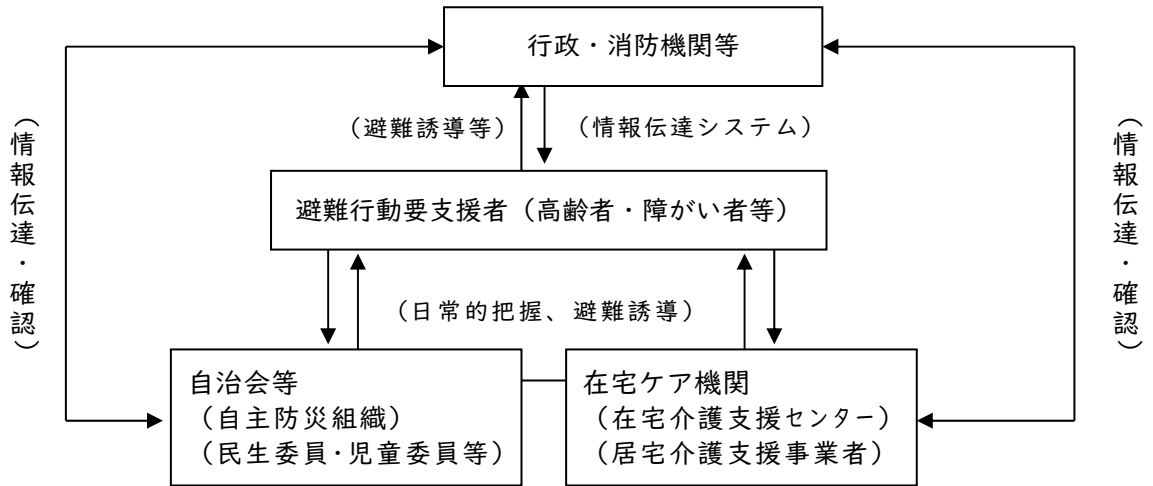 行政・消防機関等
（避難誘導等）
（情報伝達システム）
（情報伝達・確認）
（情報伝達・確認）
避難行動要支援者（高齢者・障がい者等）
（日常的把握、避難誘導）
自治会等
（自主防災組織）
（民生委員・児童委員等）
在宅ケア機関
（在宅介護支援センター）
（居宅介護支援事業者）